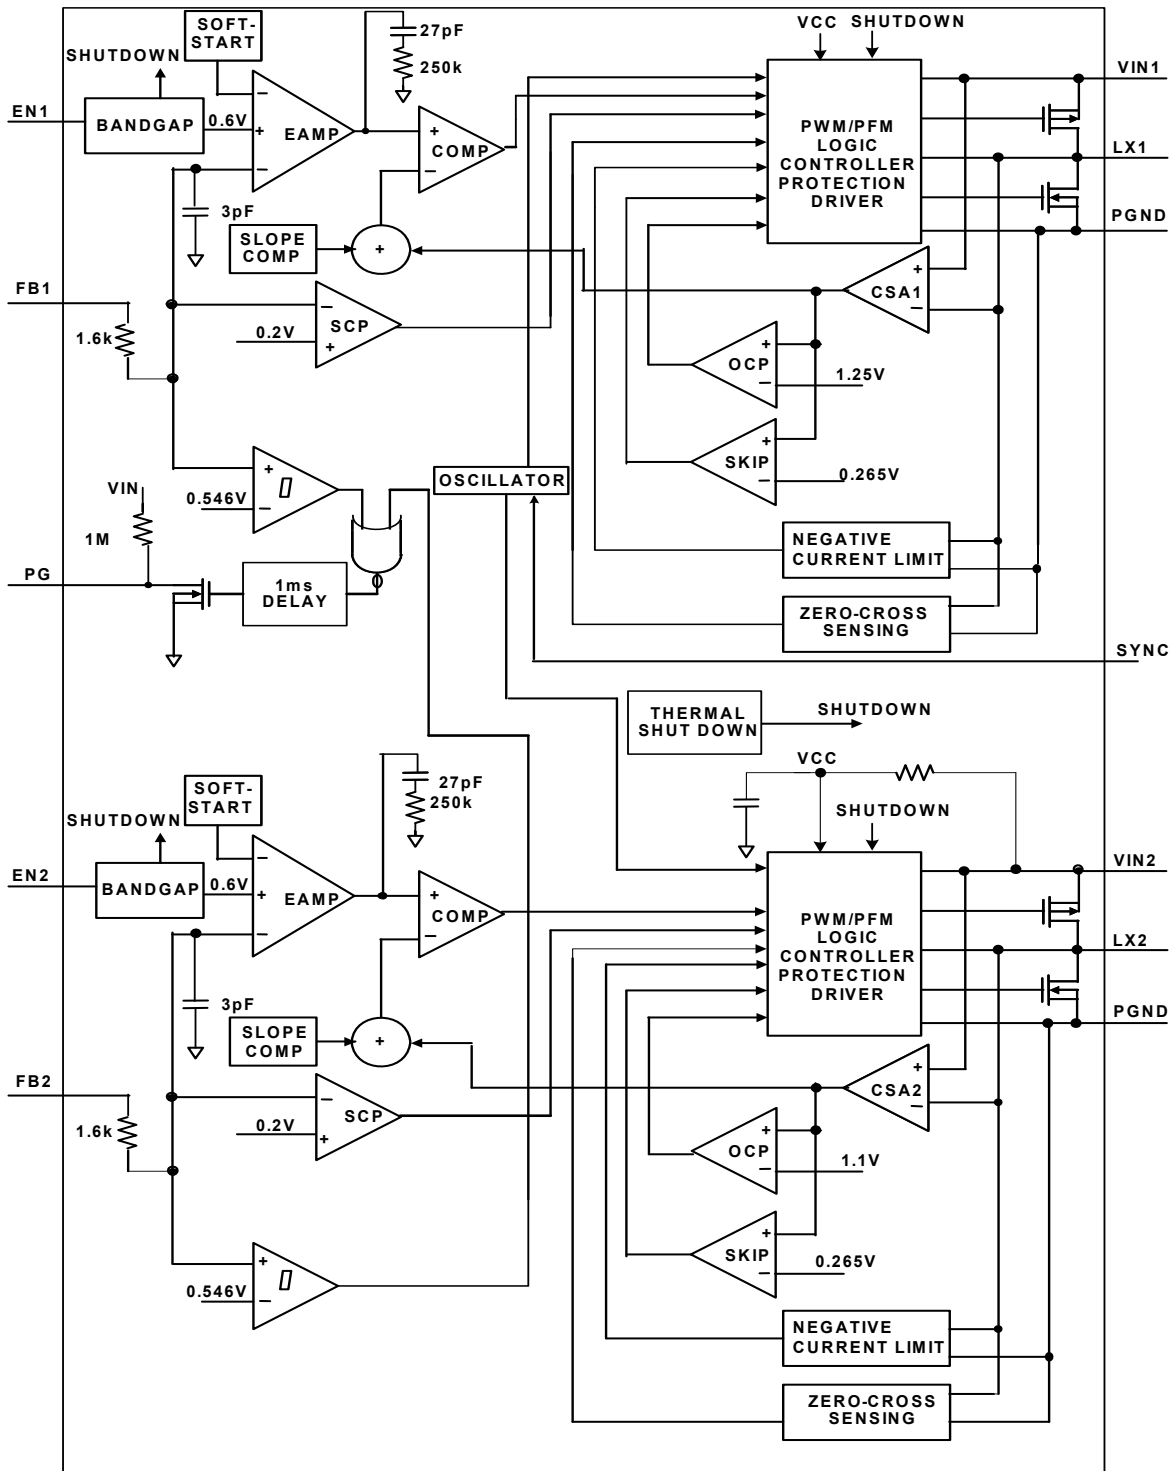 SOFT-
START
27pF
250k
VCC
SHUTDOWN
SHUTDOWN
VIN1
EN1
BANDGAP
0.6V
−
+
−
EAMP
+
−
COMP
PWM/PFM
LOGIC
CONTROLLER
PROTECTION
DRIVER
LX1
3pF
PGND
SLOPE
COMP
+
+
−
CSA1
FB1
1.6k
0.2V
−
+
SCP
+
−
OCP
1.25V
+
−
SKIP
0.265V
VIN
1M
0.546V
+
−
OSCILLATOR
NEGATIVE
CURRENT LIMIT
PG
1ms
DELAY
ZERO-CROSS
SENSING
SYNC
THERMAL
SHUT DOWN
SHUTDOWN
VCC
SOFT-
START
27pF
250k
SHUTDOWN
SHUTDOWN
VIN2
EN2
BANDGAP
0.6V
−
+
−
EAMP
+
−
COMP
PWM/PFM
LOGIC
CONTROLLER
PROTECTION
DRIVER
LX2
3pF
PGND
SLOPE
COMP
+
+
−
CSA2
FB2
1.6k
0.2V
−
+
SCP
+
−
OCP
1.1V
+
−
SKIP
0.265V
0.546V
+
−
NEGATIVE
CURRENT LIMIT
ZERO-CROSS
SENSING